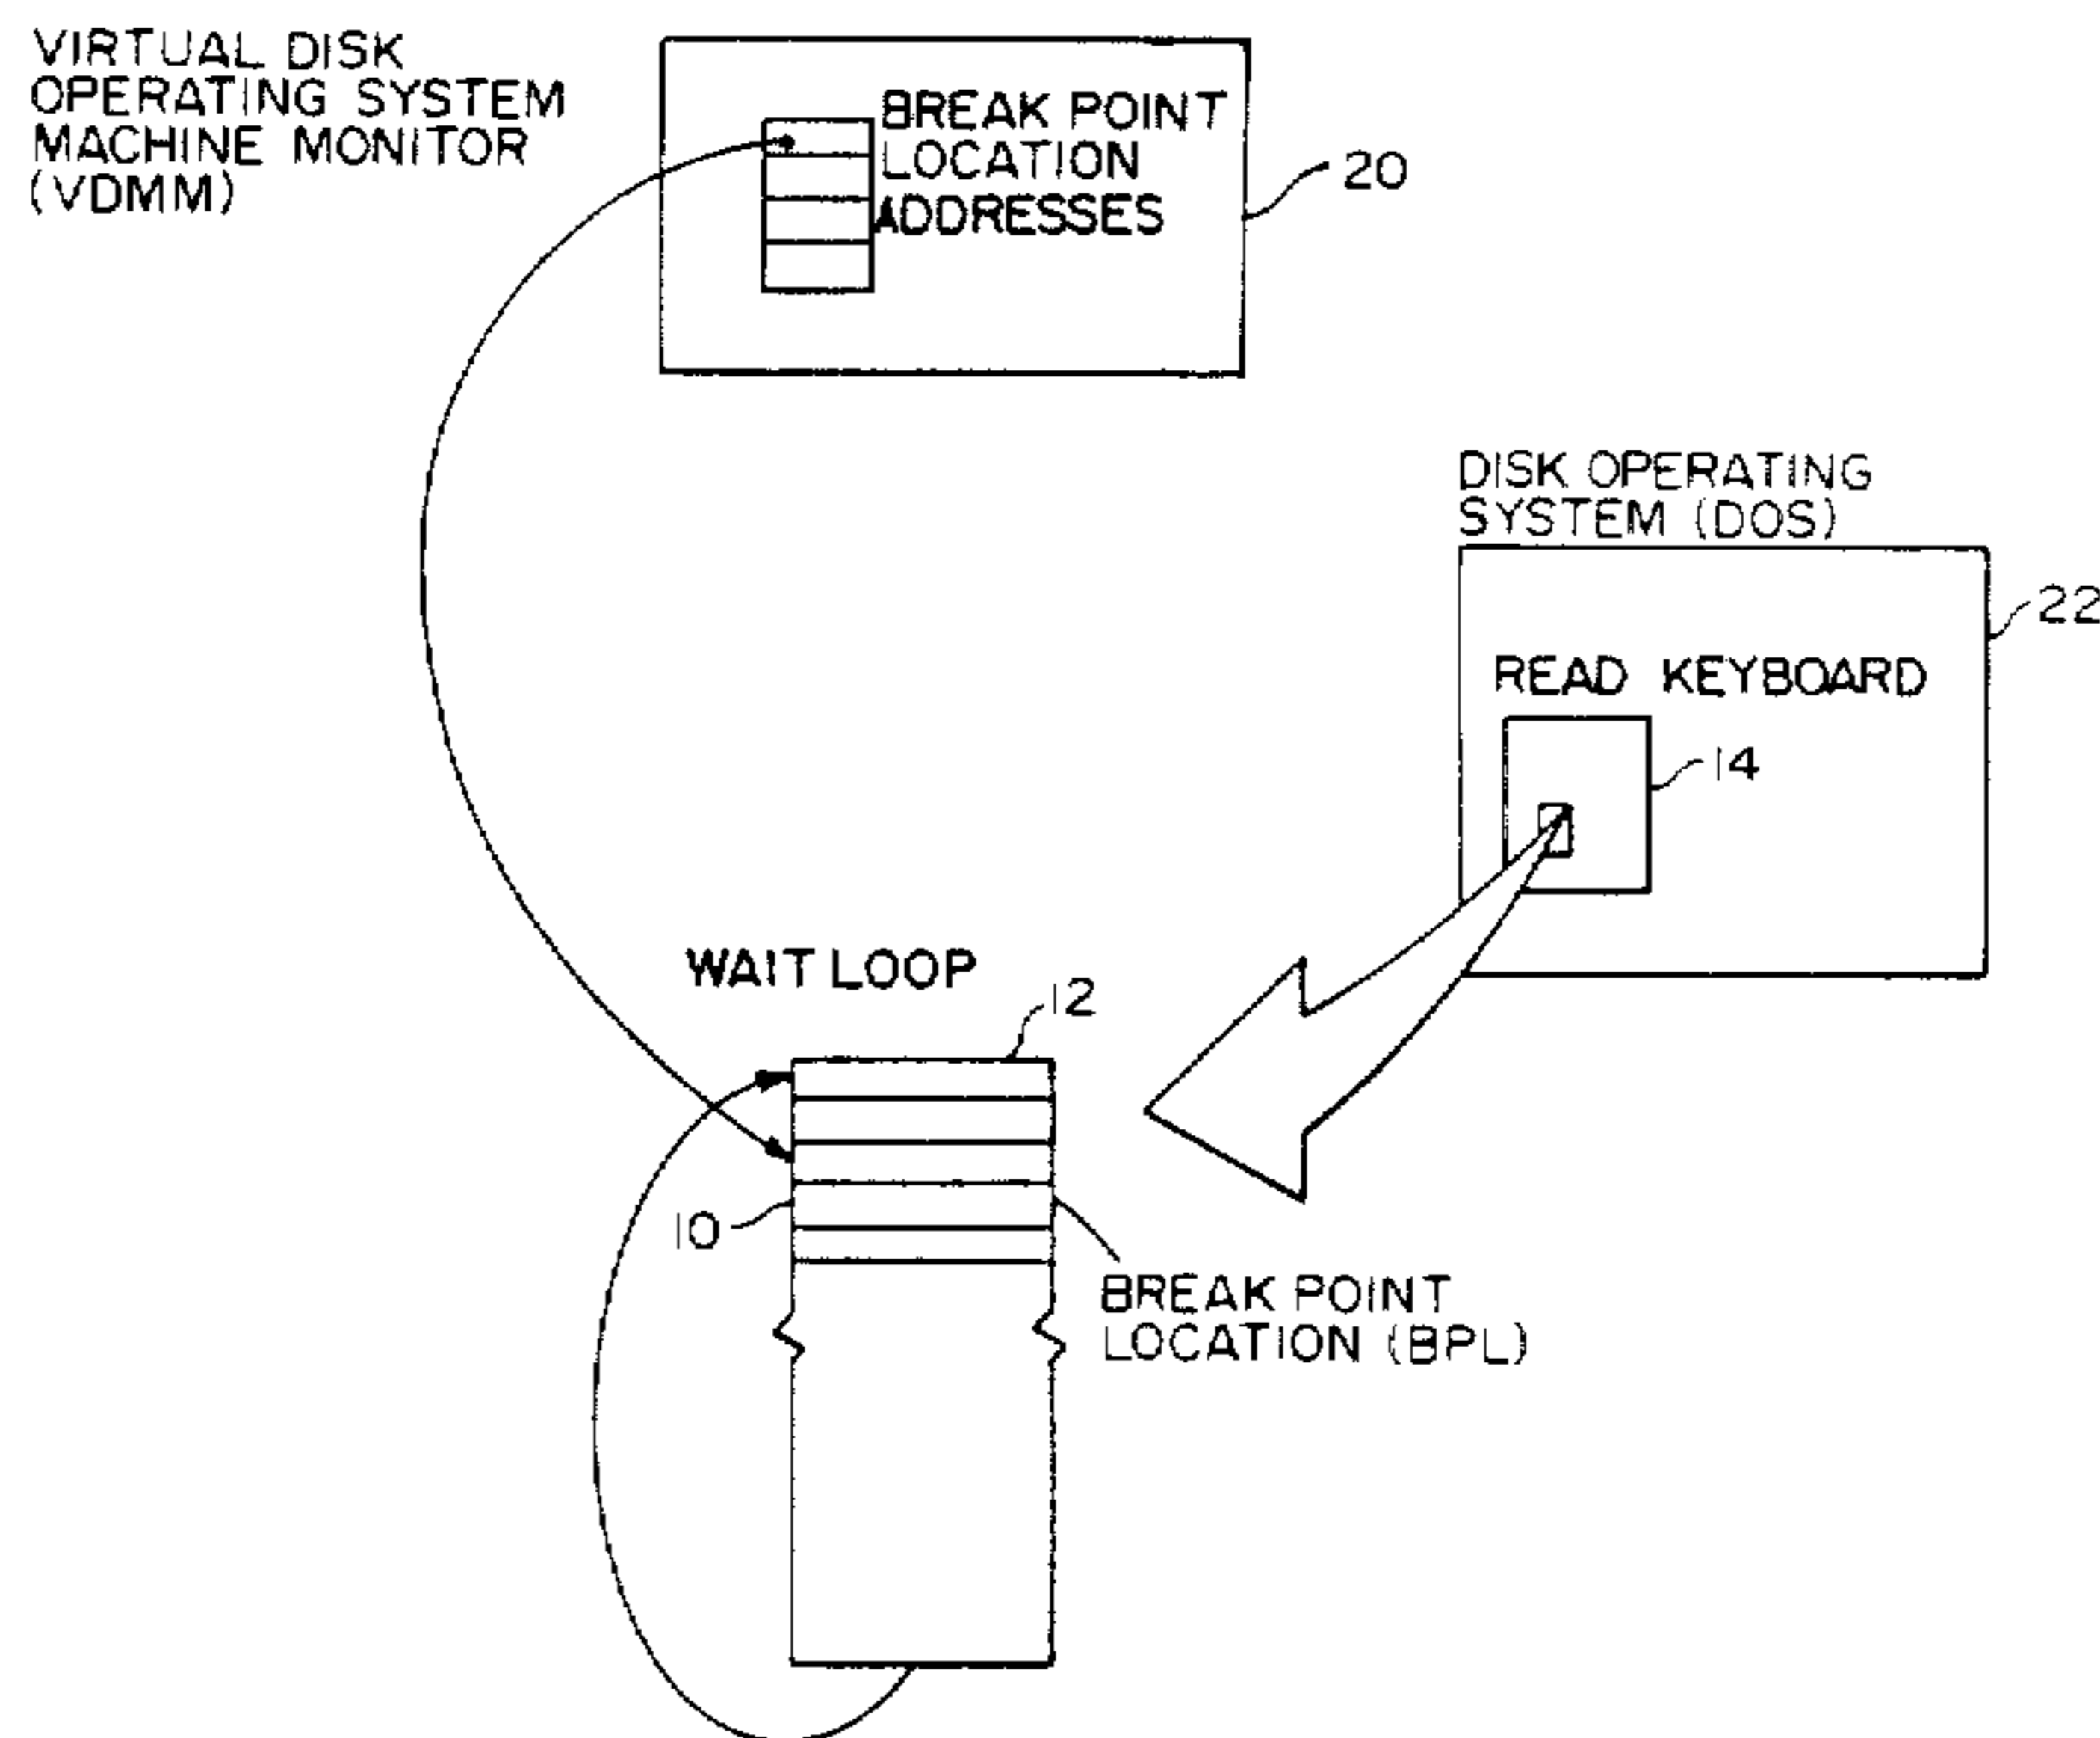 VIRTUAL DISK
OPERATING SYSTEM
MACHINE MONITOR
(VDMM)
BREAK POINT
LOCATION
ADDRESSES
20
DISK OPERATING
SYSTEM (DOS)
22
READ KEYBOARD
14
WAIT LOOP
12
10
BREAK POINT
LOCATION (BPL)